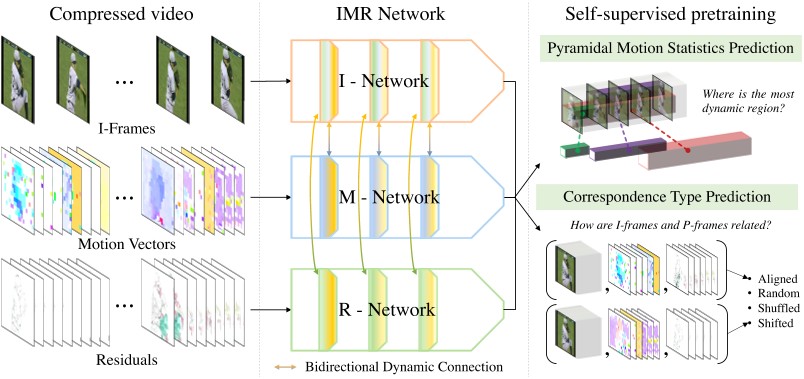 Compressed video
I-Frames
...
Motion Vectors
...
Residuals
...
IMR Network
I - Network
M - Network
R - Network
Bidirectional Dynamic Connection
Self-supervised pretraining
Pyramidal Motion Statistics Prediction
Where is the most
dynamic region?
Correspondence Type Prediction
How are I-frames and P-frames related?
, ,
, ,
• Aligned
• Random
• Shuffled
• Shifted